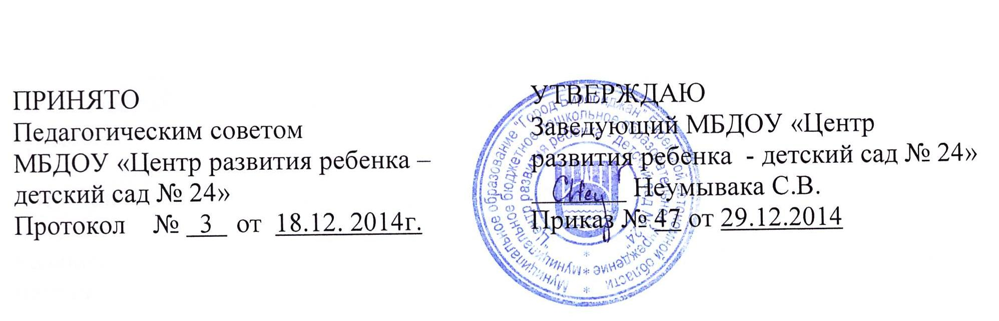 ПРИНЯТО
Педагогическим советом
МБДОУ «Центр развития ребенка –
детский сад № 24»
Протокол № 3 от 18.12. 2014г.
УТВЕРЖДАЮ
Заведующий МБДОУ «Центр
развития ребенка - детский сад № 24»
Неумывака С.В.
Приказ № 47 от 29.12.2014
* Муниципальное образование "Город Биробиджан" Еврейской автономной области
* Муниципальное бюджетное дошкольное образовательное учреждение
* "Центр развития ребенка - детский сад № 24"